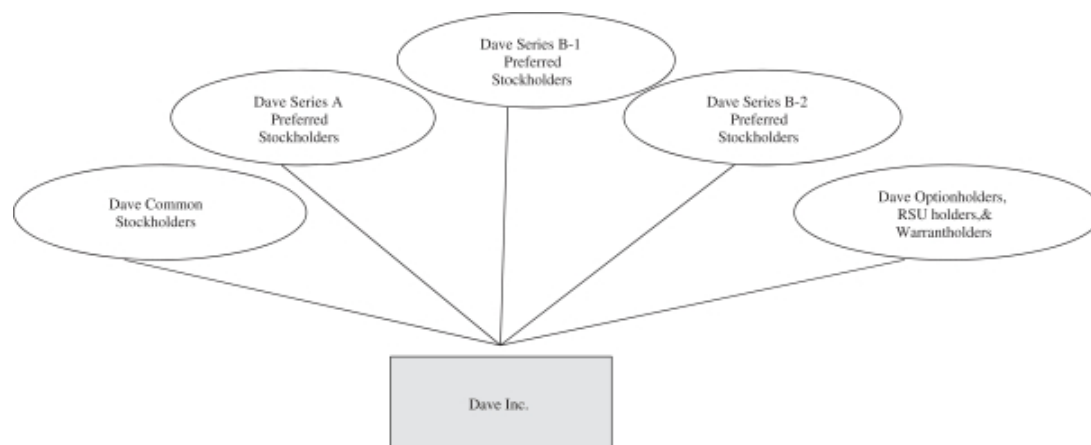 Dave Series B-1
Preferred
Stockholders
Dave Series A
Preferred
Stockholders
Dave Series B-2
Preferred
Stockholders
Dave Common
Stockholders
Dave Optionholders,
RSU holders,&
Warrantholders
Dave Inc.